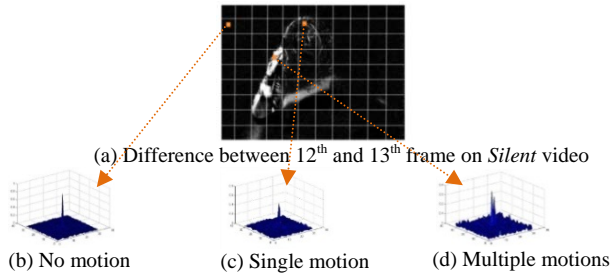 (a) Difference between 12th and 13th frame on Silent video
(b) No motion
(c) Single motion
(d) Multiple motions